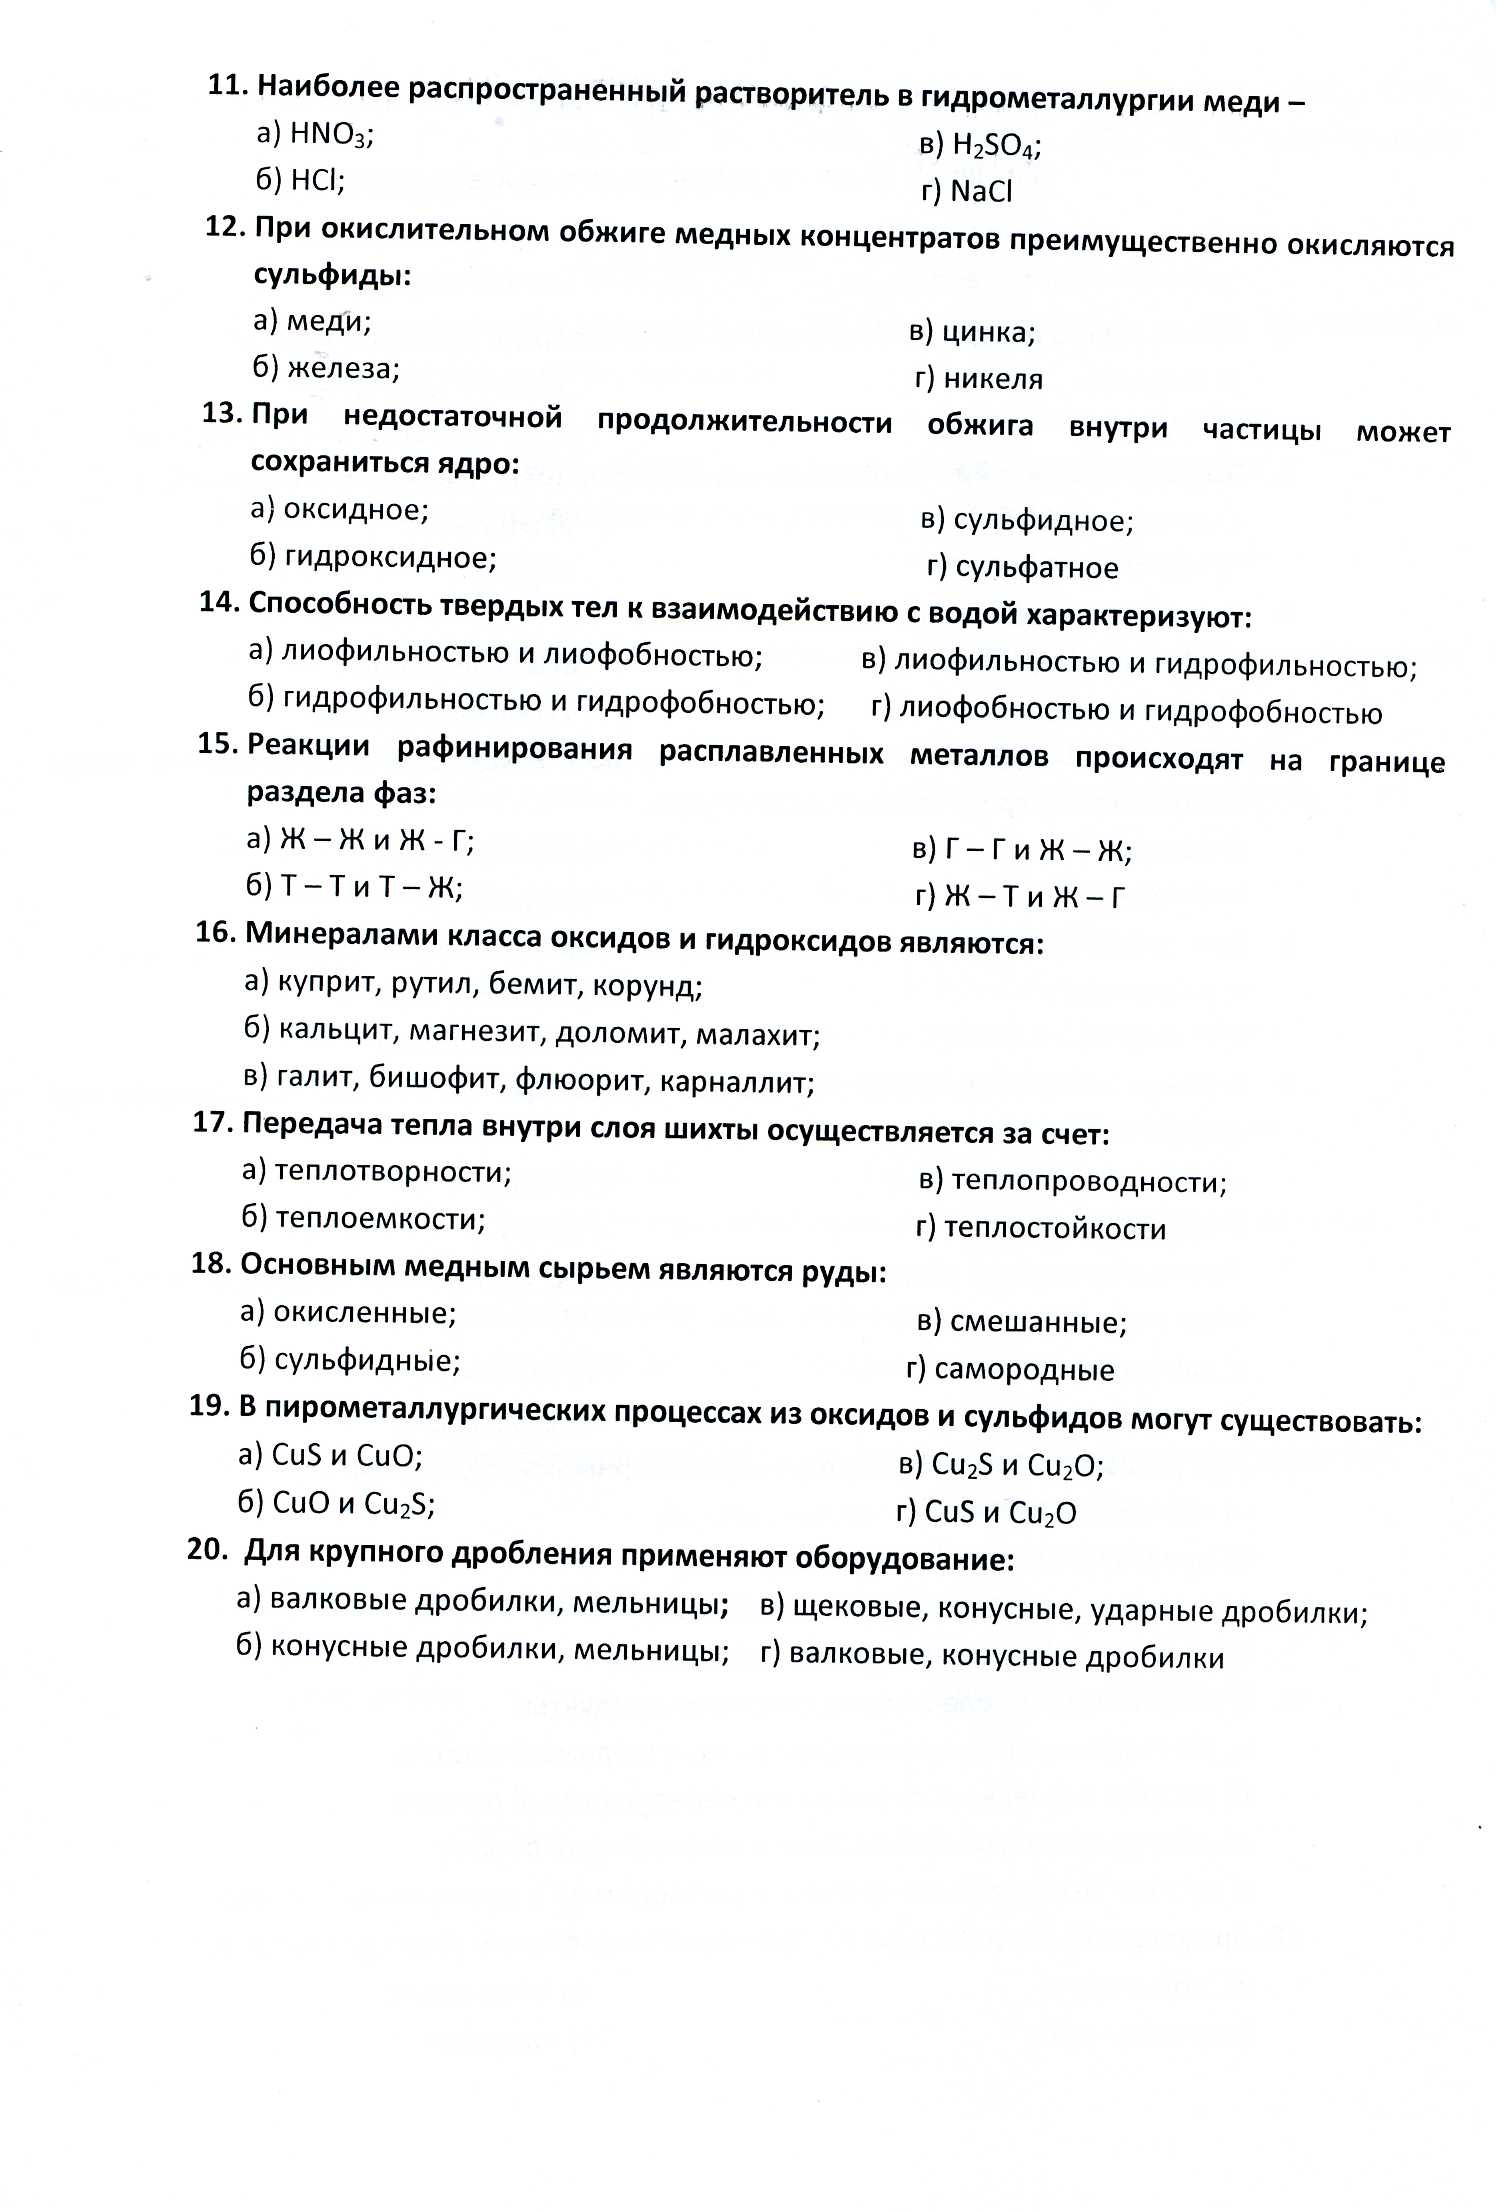 11. Наиболее распространенный растворитель в гидрометаллургии меди –
а) HNO₃; в) H₂SO₄;
б) HCl; г) NaCl
12. При окислительном обжиге медных концентратов преимущественно окисляются
сульфиды:
а) меди; в) цинка;
б) железа; г) никеля
13. При недостаточной продолжительности обжига внутри частицы может
сохраниться ядро:
а) оксидное; в) сульфидное;
б) гидроксидное; г) сульфатное
14. Способность твердых тел к взаимодействию с водой характеризуют:
а) лиофильностью и лиофобностью; в) лиофильностью и гидрофильностью;
б) гидрофильностью и гидрофобностью; г) лиофобностью и гидрофобностью
15. Реакции рафинирования расплавленных металлов происходят на границе
раздела фаз:
а) Ж – Ж и Ж - Г; в) Г – Г и Ж – Ж;
б) Т – Т и Т – Ж; г) Ж – Т и Ж – Г
16. Минералами класса оксидов и гидроксидов являются:
а) куприт, рутил, бемит, корунд;
б) кальцит, магнезит, доломит, малахит;
в) галит, бишофит, флюорит, карналлит;
17. Передача тепла внутри слоя шихты осуществляется за счет:
а) теплотворности; в) теплопроводности;
б) теплоемкости; г) теплостойкости
18. Основным медным сырьем являются руды:
а) окисленные; в) смешанные;
б) сульфидные; г) самородные
19. В пирометаллургических процессах из оксидов и сульфидов могут существовать:
а) CuS и CuO; в) Cu₂S и Cu₂O;
б) CuO и Cu₂S; г) CuS и Cu₂O
20. Для крупного дробления применяют оборудование:
а) валковые дробилки, мельницы; в) щековые, конусные, ударные дробилки;
б) конусные дробилки, мельницы; г) валковые, конусные дробилки